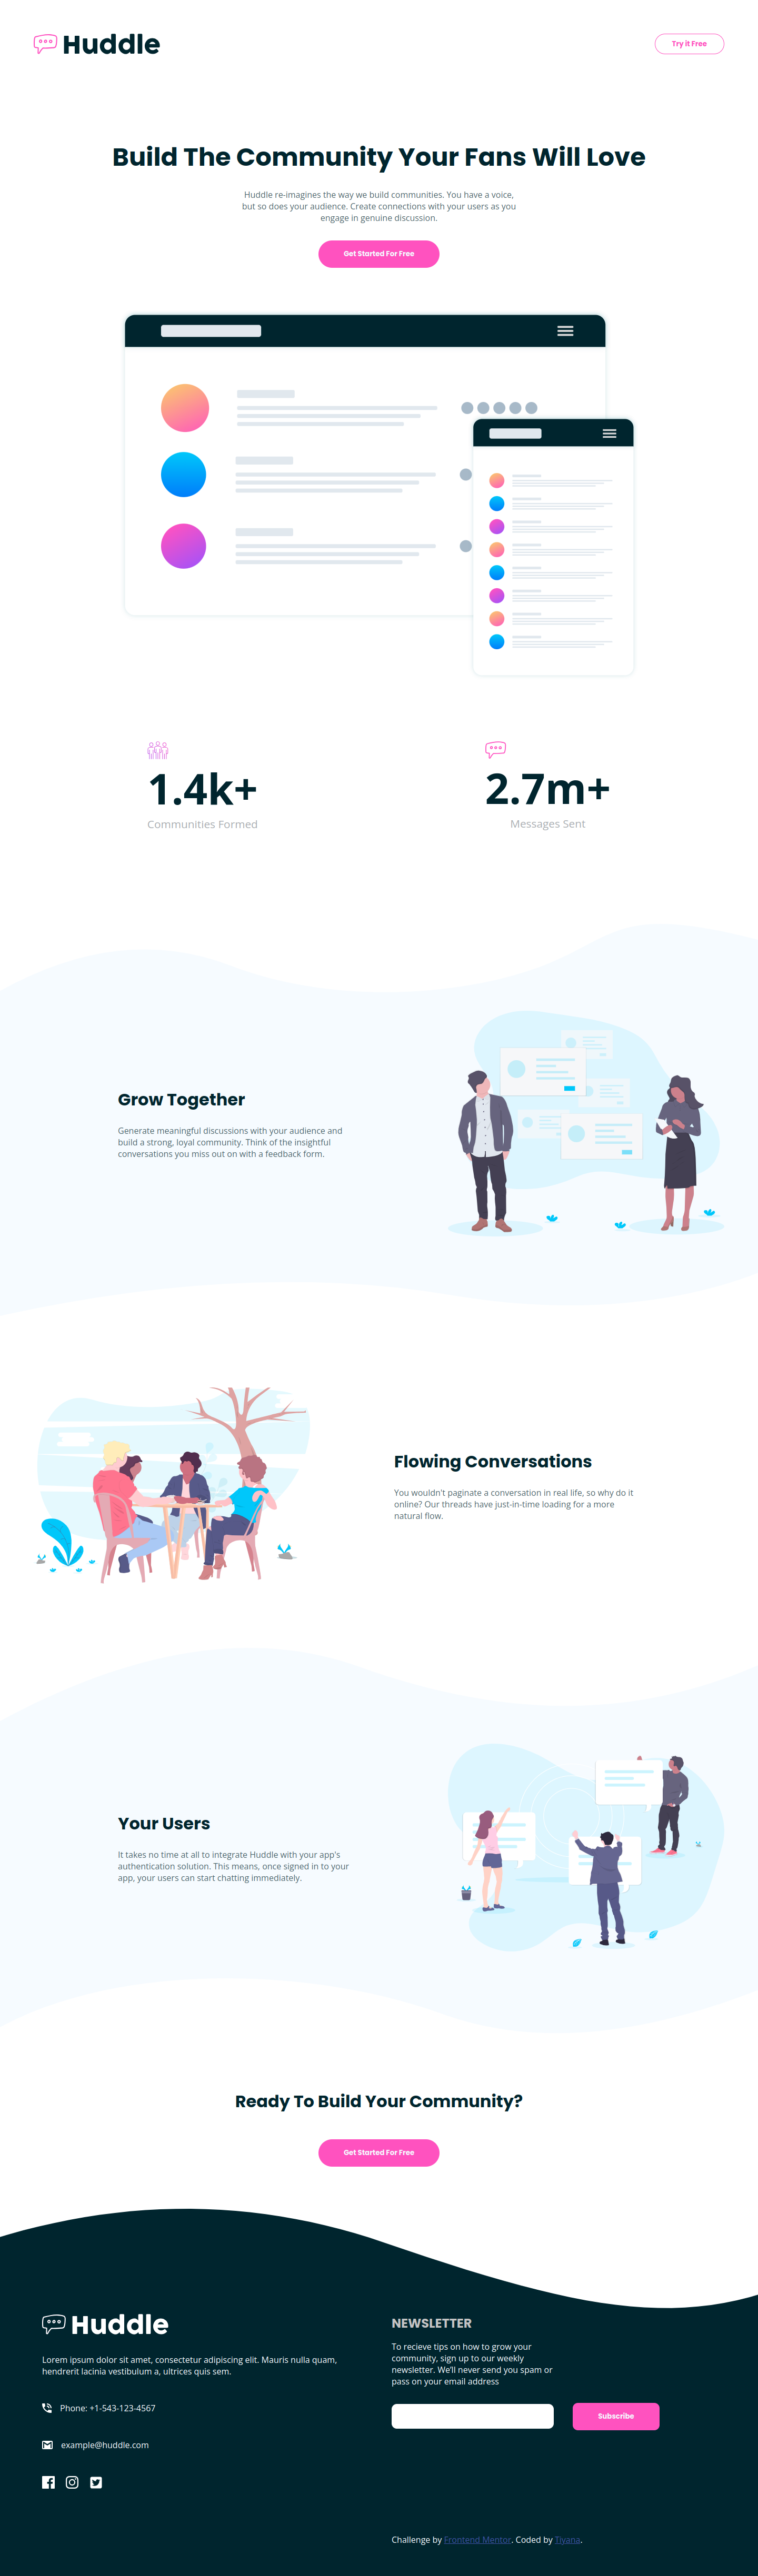 Huddle
Try it Free
Build The Community Your Fans Will Love
Huddle re-imagines the way we build communities. You have a voice,
but so does your audience. Create connections with your users as you
engage in genuine discussion.
Get Started For Free
1.4k+
Communities Formed
2.7m+
Messages Sent
Grow Together
Generate meaningful discussions with your audience and
build a strong, loyal community. Think of the insightful
conversations you miss out on with a feedback form.
Flowing Conversations
You wouldn't paginate a conversation in real life, so why do it
online? Our threads have just-in-time loading for a more
natural flow.
Your Users
It takes no time at all to integrate Huddle with your app's
authentication solution. This means, once signed in to your
app, your users can start chatting immediately.
Ready To Build Your Community?
Get Started For Free
Huddle
Lorem ipsum dolor sit amet, consectetur adipiscing elit. Mauris nulla quam,
hendrerit lacinia vestibulum a, ultrices quis sem.
Phone: +1-543-123-4567
example@huddle.com
NEWSLETTER
To recieve tips on how to grow your
community, sign up to our weekly
newsletter. We'll never send you spam or
pass on your email address
Subscribe
Challenge by Frontend Mentor. Coded by Tiyana.